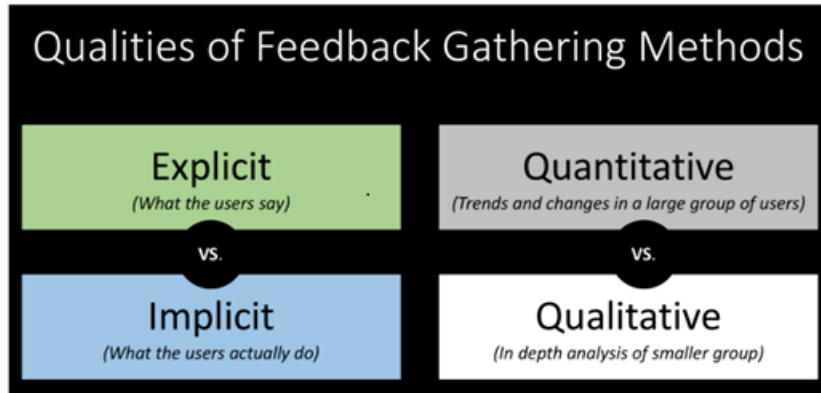 Qualities of Feedback Gathering Methods
Explicit
(What the users say)
VS.
Implicit
(What the users actually do)
Quantitative
(Trends and changes in a large group of users)
VS.
Qualitative
(In depth analysis of smaller group)